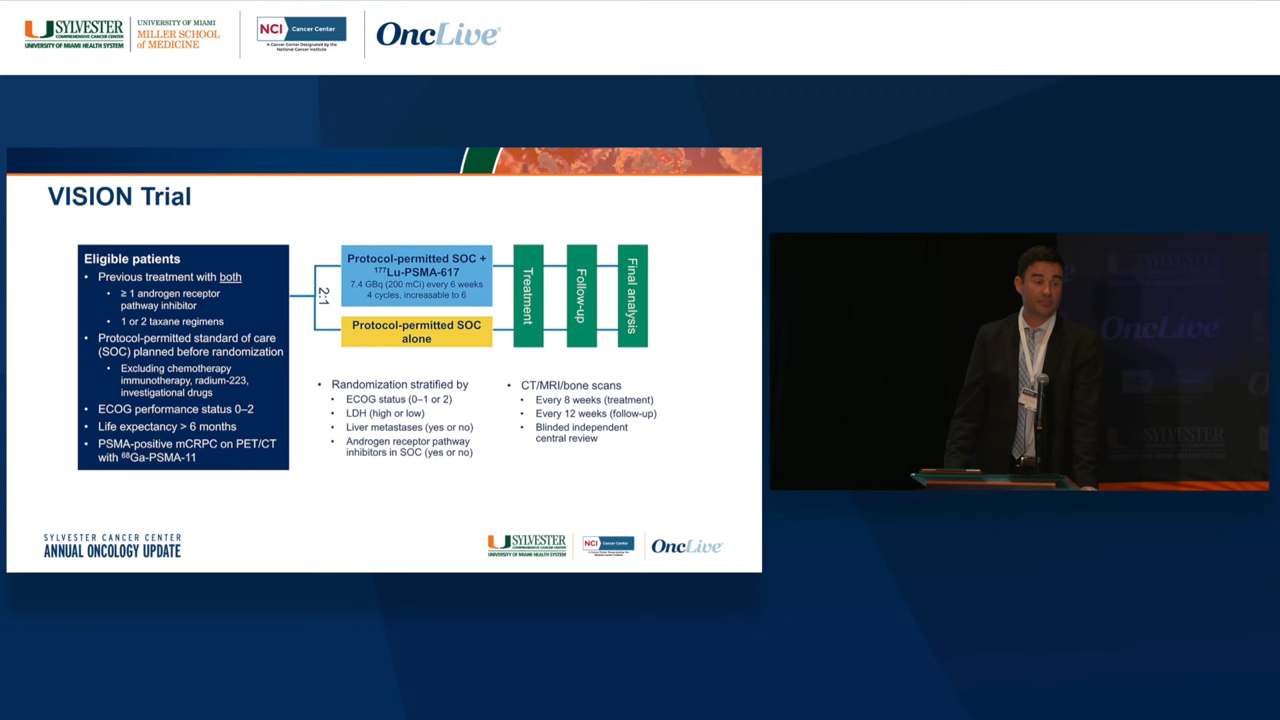 SYLVESTER
COMPREHENSIVE CANCER CENTER
UNIVERSITY OF MIAMI HEALTH SYSTEM
UNIVERSITY OF MIAMI
MILLER SCHOOL
of MEDICINE
NCI Cancer Center
A Cancer Center Designated by the
National Cancer Institute
OncLive®
VISION Trial
Eligible patients
• Previous treatment with both
• ≥ 1 androgen receptor
pathway inhibitor
• 1 or 2 taxane regimens
• Protocol-permitted standard of care
(SOC) planned before randomization
• Excluding chemotherapy
immunotherapy, radium-223,
investigational drugs
• ECOG performance status 0–2
• Life expectancy > 6 months
• PSMA-positive mCRPC on PET/CT
with ⁶⁸Ga-PSMA-11
2:1
Protocol-permitted SOC +
¹⁷⁷Lu-PSMA-617
7.4 GBq (200 mCi) every 6 weeks
4 cycles, increasable to 6
Protocol-permitted SOC
alone
Treatment
Follow-up
Final analysis
• Randomization stratified by
• ECOG status (0–1 or 2)
• LDH (high or low)
• Liver metastases (yes or no)
• Androgen receptor pathway
inhibitors in SOC (yes or no)
• CT/MRI/bone scans
• Every 8 weeks (treatment)
• Every 12 weeks (follow-up)
• Blinded independent
central review
SYLVESTER CANCER CENTER
ANNUAL ONCOLOGY UPDATE
SYLVESTER
COMPREHENSIVE CANCER CENTER
UNIVERSITY OF MIAMI HEALTH SYSTEM
NCI Cancer Center
OncLive
OncLive
SYLVESTER